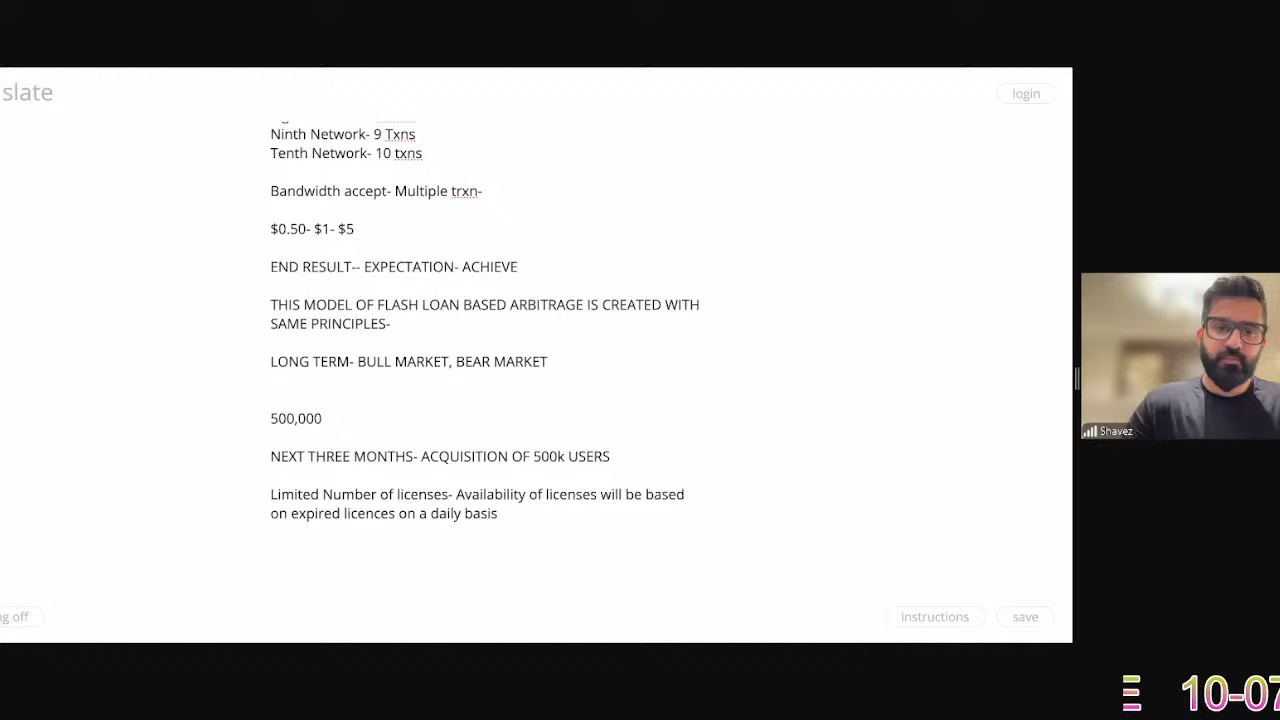 slate
login
Ninth Network- 9 Txns
Tenth Network- 10 txns
Bandwidth accept- Multiple trxn-
$0.50- $1- $5
END RESULT-- EXPECTATION- ACHIEVE
THIS MODEL OF FLASH LOAN BASED ARBITRAGE IS CREATED WITH
SAME PRINCIPLES-
LONG TERM- BULL MARKET, BEAR MARKET
500,000
NEXT THREE MONTHS- ACQUISITION OF 500k USERS
Limited Number of licenses- Availability of licenses will be based
on expired licences on a daily basis
Shavez
off
instructions
save
10-07